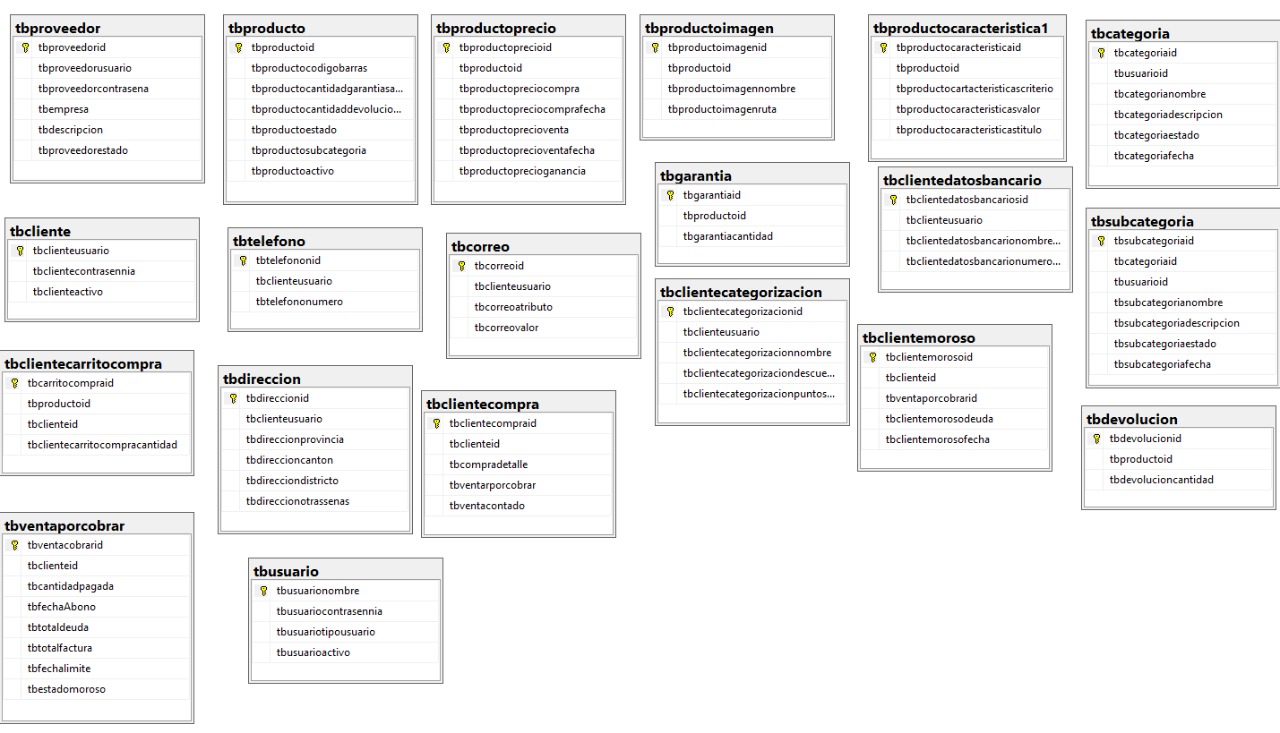 tbproveedor
tbproveedorid
tbproveedorusuario
tbproveedorcontrasena
tbempresa
tbdescripcion
tbproveedorestado
tbproducto
tbproductoid
tbproductocodigobarras
tbproductocantidadgarantiasa...
tbproductocantidaddevolucio...
tbproductoestado
tbproductosubcategoria
tbproductoactivo
tbproductoprecio
tbproductoprecioid
tbproductoid
tbproductopreciocompra
tbproductopreciocomprafecha
tbproductoprecioventa
tbproductoprecioventafecha
tbproductoprecioganancia
tbproductoimagen
tbproductoimagenid
tbproductoid
tbproductoimagennombre
tbproductoimagenruta
tbproductocaracteristica1
tbproductocaracteristicaid
tbproductoid
tbproductocartacteristicascriterio
tbproductocaracteristicasvalor
tbproductocaracteristicastitulo
tbcategoria
tbcategoriaid
tbusuarioid
tbcategorianombre
tbcategoriadescripcion
tbcategoriaestado
tbcategoriafecha
tbgarantia
tbgarantiaid
tbproductoid
tbgarantiacantidad
tbclientedatosbancario
tbclientedatosbancariosid
tbclienteusuario
tbclientedatosbancarionombre...
tbclientedatosbancarionumero...
tbsubcategoria
tbsubcategoriaid
tbcategoriaid
tbusuarioid
tbsubcategorianombre
tbsubcategoriadescripcion
tbsubcategoriaestado
tbsubcategoriafecha
tbcliente
tbclienteusuario
tbclientecontrasennia
tbclienteactivo
tbtelefono
tbtelefononid
tbclienteusuario
tbtelefononumero
tbcorreo
tbcorreoid
tbclienteusuario
tbcorreoatributo
tbcorreovalor
tbclientecategorizacion
tbclientecategorizacionid
tbclienteusuario
tbclientecategorizacionnombre
tbclientecategorizaciondescue...
tbclientecategorizacionpuntos...
tbclientemoroso
tbclientemorosoid
tbclienteid
tbventaporcobrarid
tbclientemorosodeuda
tbclientemorosofecha
tbclientecarritocompra
tbcarritocompraid
tbproductoid
tbclienteid
tbclientecarritocompracantidad
tbdireccion
tbdireccionid
tbclienteusuario
tbdireccionprovincia
tbdireccioncanton
tbdirecciondistricto
tbdireccionotrassenas
tbclientecompra
tbclientecompraid
tbclienteid
tbcompradetalle
tbventarporcobrar
tbventacontado
tbdevolucion
tbdevolucionid
tbproductoid
tbdevolucioncantidad
tbventaporcobrar
tbventacobrarid
tbclienteid
tbcantidadpagada
tbfechaAbono
tbtotaldeuda
tbtotalfactura
tbfechalimite
tbestadomoroso
tbusuario
tbusuarionombre
tbusuariocontrasennia
tbusuariotipousuario
tbusuarioactivo